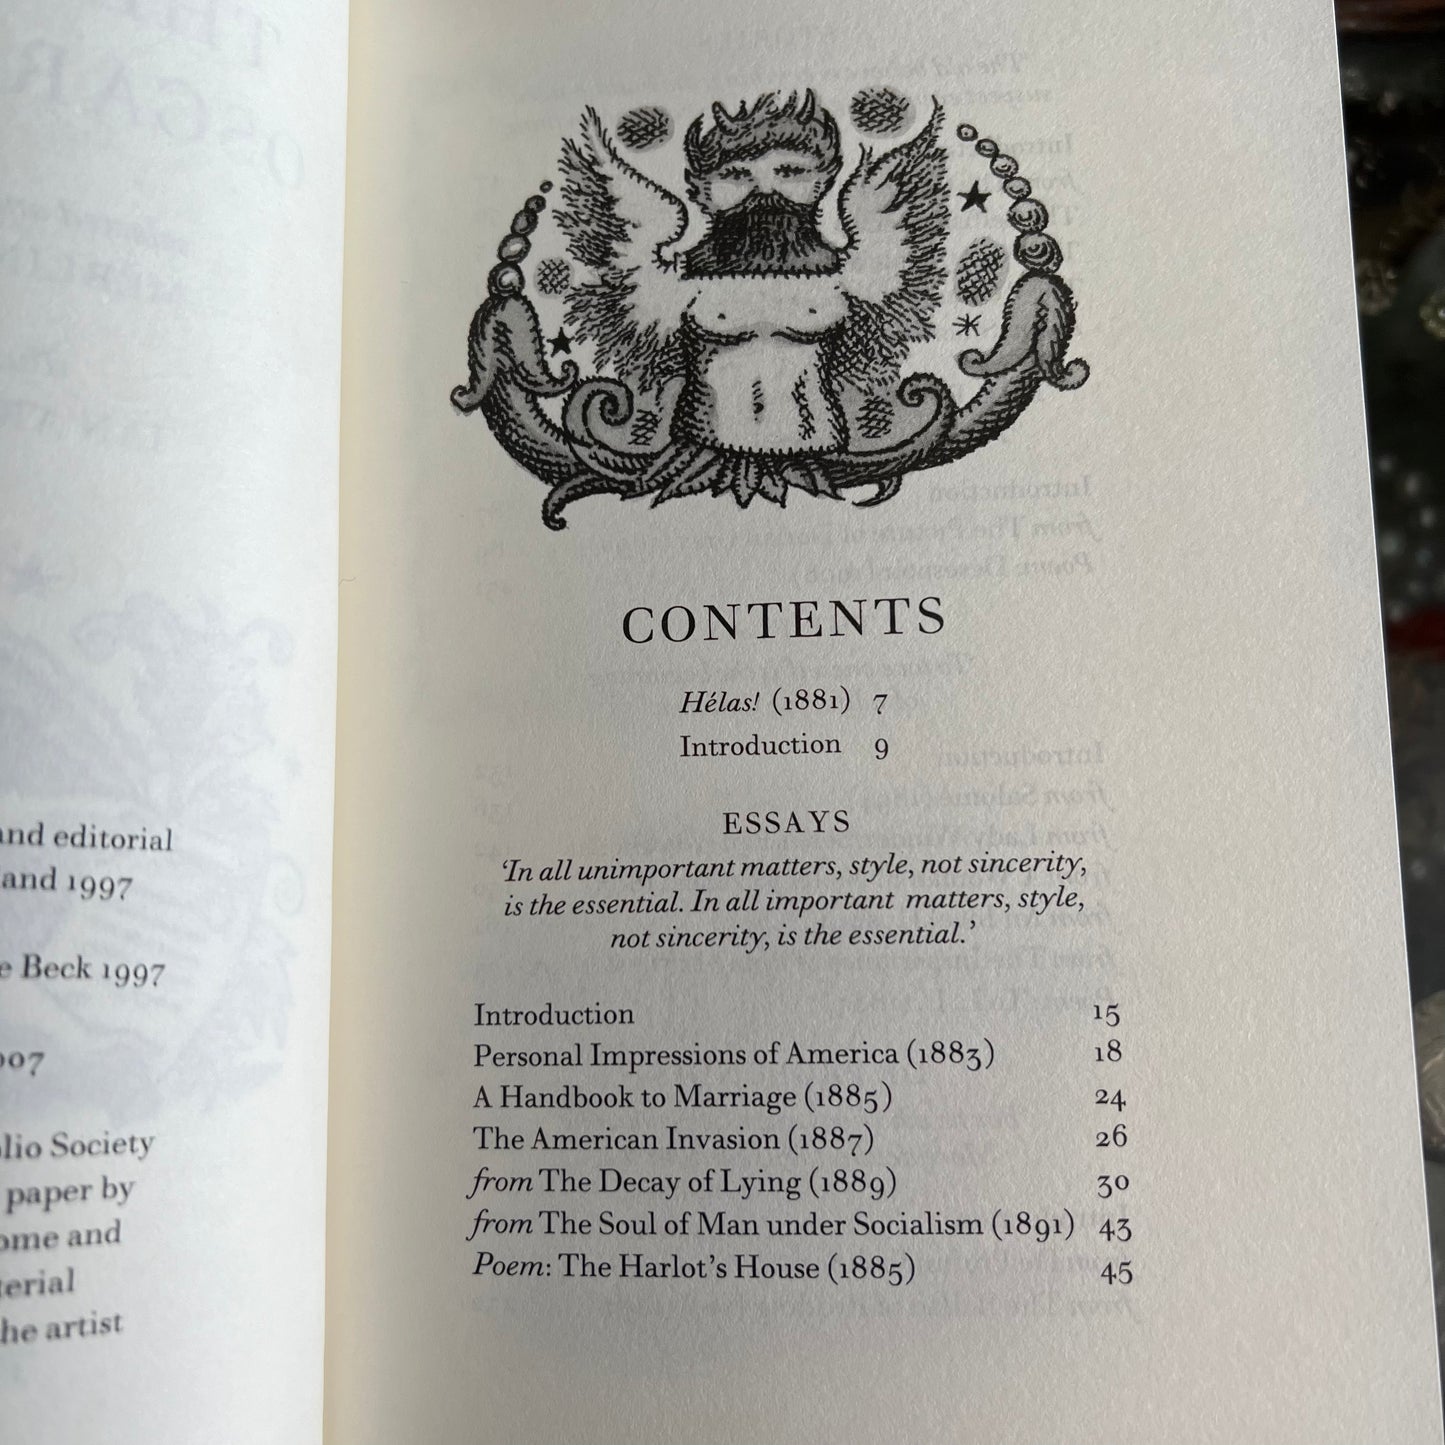 and editorial
and 1997
e Beck 1997
007
olio Society
paper by
ome and
terial
he artist
CONTENTS
Hélas! (1881) 7
Introduction 9
ESSAYS
‘In all unimportant matters, style, not sincerity,
is the essential. In all important matters, style,
not sincerity, is the essential.’
Introduction 15
Personal Impressions of America (1883) 18
A Handbook to Marriage (1885) 24
The American Invasion (1887) 26
from The Decay of Lying (1889) 30
from The Soul of Man under Socialism (1891) 43
Poem: The Harlot’s House (1885) 45